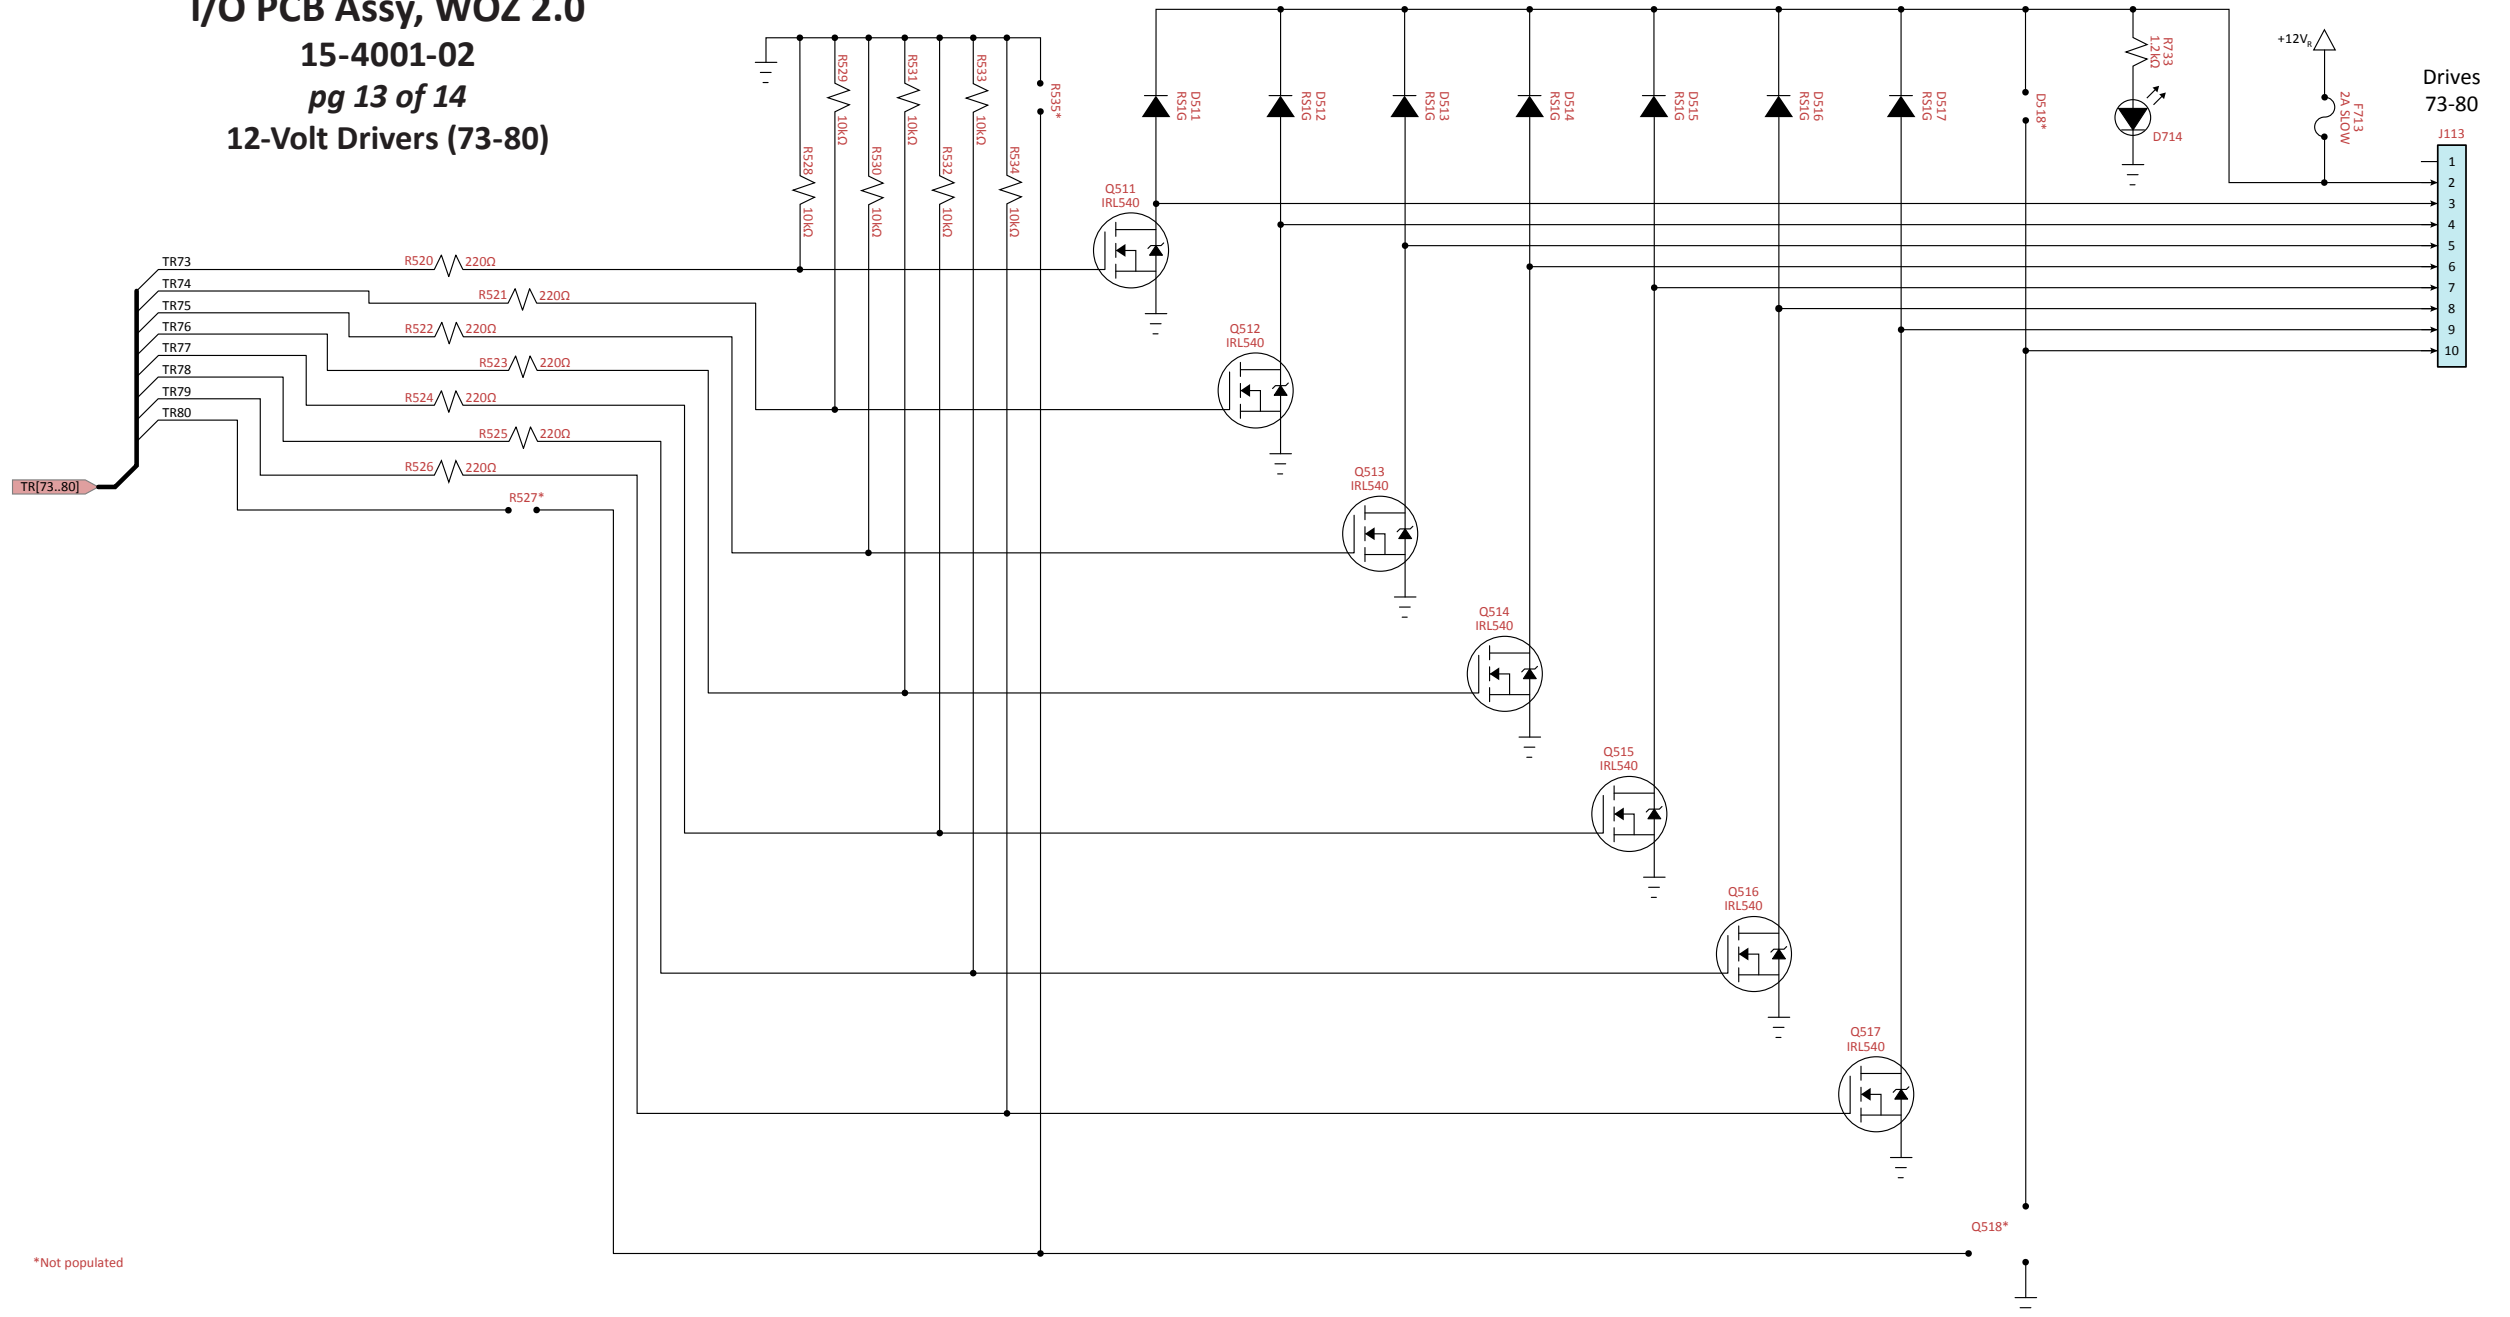 I/O PCB Assy, WOZ 2.0
15-4001-02
pg 13 of 14
12-Volt Drivers (73-80)
R528
10kΩ
R529
10kΩ
R530
10kΩ
R531
10kΩ
R532
10kΩ
R533
10kΩ
R534
10kΩ
R535*
D511
RS1G
D512
RS1G
D513
RS1G
D514
RS1G
D515
RS1G
D516
RS1G
D517
RS1G
D518*
R733
1.2kΩ
D714
+12VR
F713
2A SLOW
Drives
73-80
J113
1
2
3
4
5
6
7
8
9
10
TR73
TR74
TR75
TR76
TR77
TR78
TR79
TR80
TR[73..80]
R520 220Ω
R521 220Ω
R522 220Ω
R523 220Ω
R524 220Ω
R525 220Ω
R526 220Ω
R527*
Q511
IRL540
Q512
IRL540
Q513
IRL540
Q514
IRL540
Q515
IRL540
Q516
IRL540
Q517
IRL540
Q518*
*Not populated